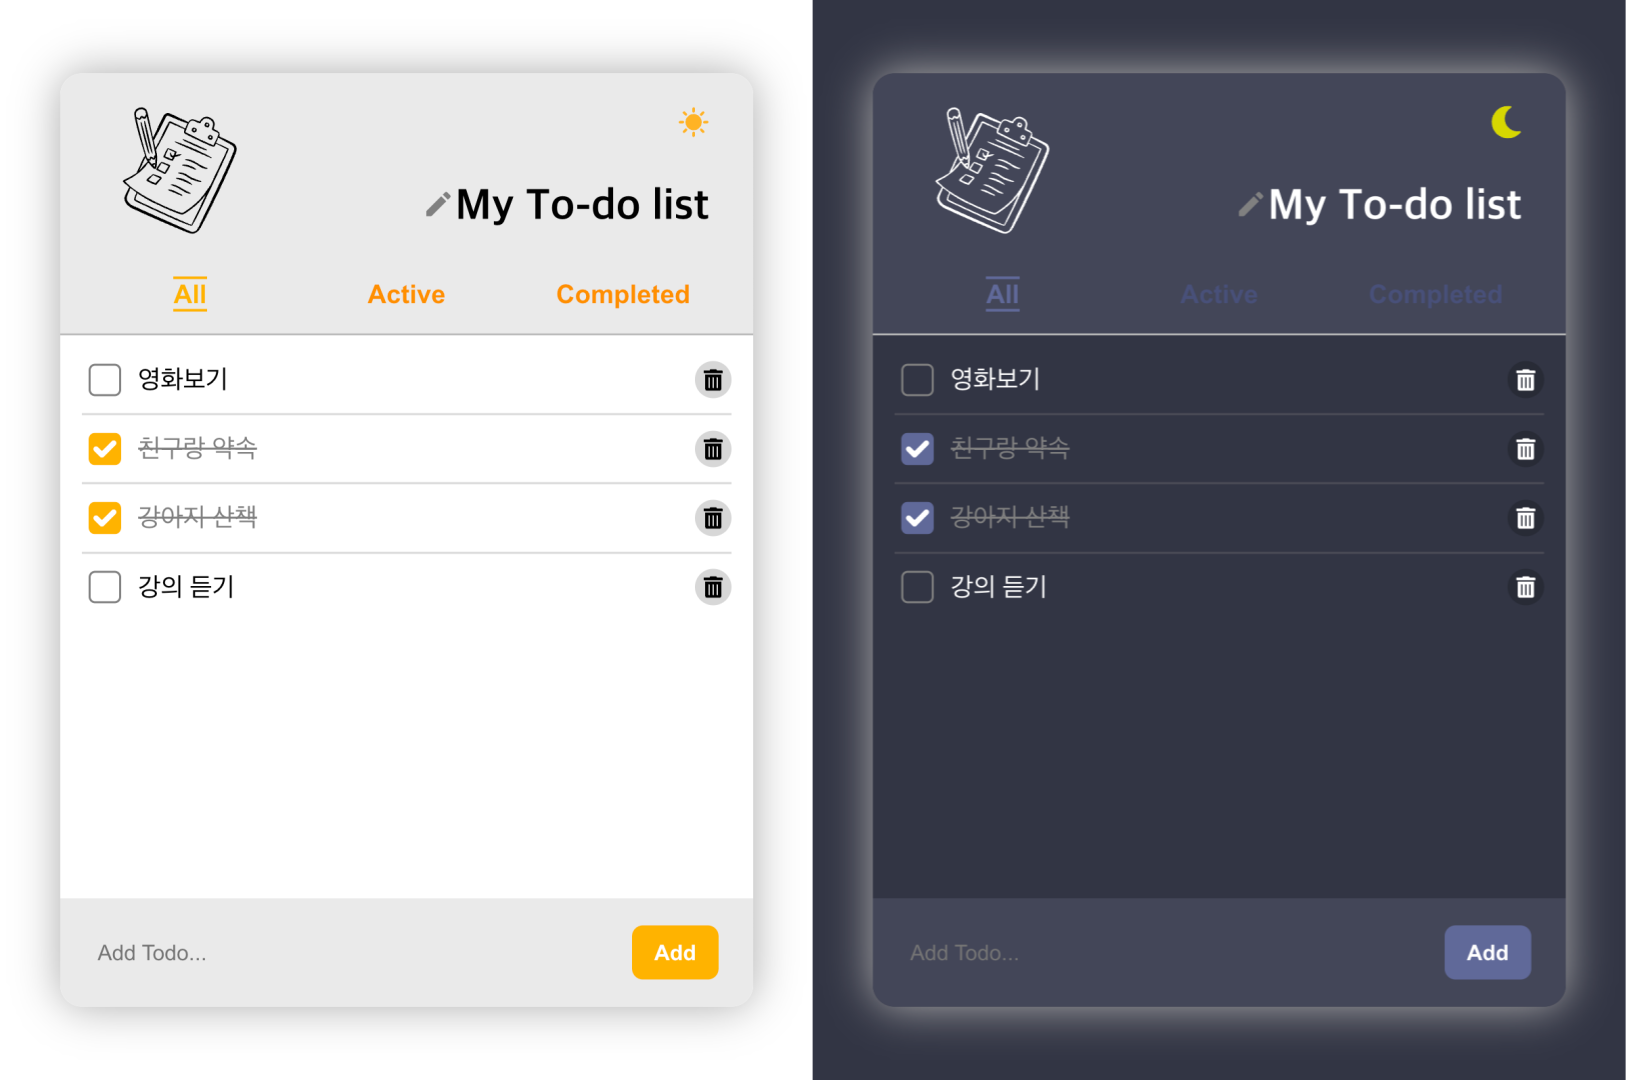 My To-do list
All Active Completed
영화보기
친구랑 약속
강아지 산책
강의 듣기
Add Todo... Add
My To-do list
All Active Completed
영화보기
친구랑 약속
강아지 산책
강의 듣기
Add Todo... Add